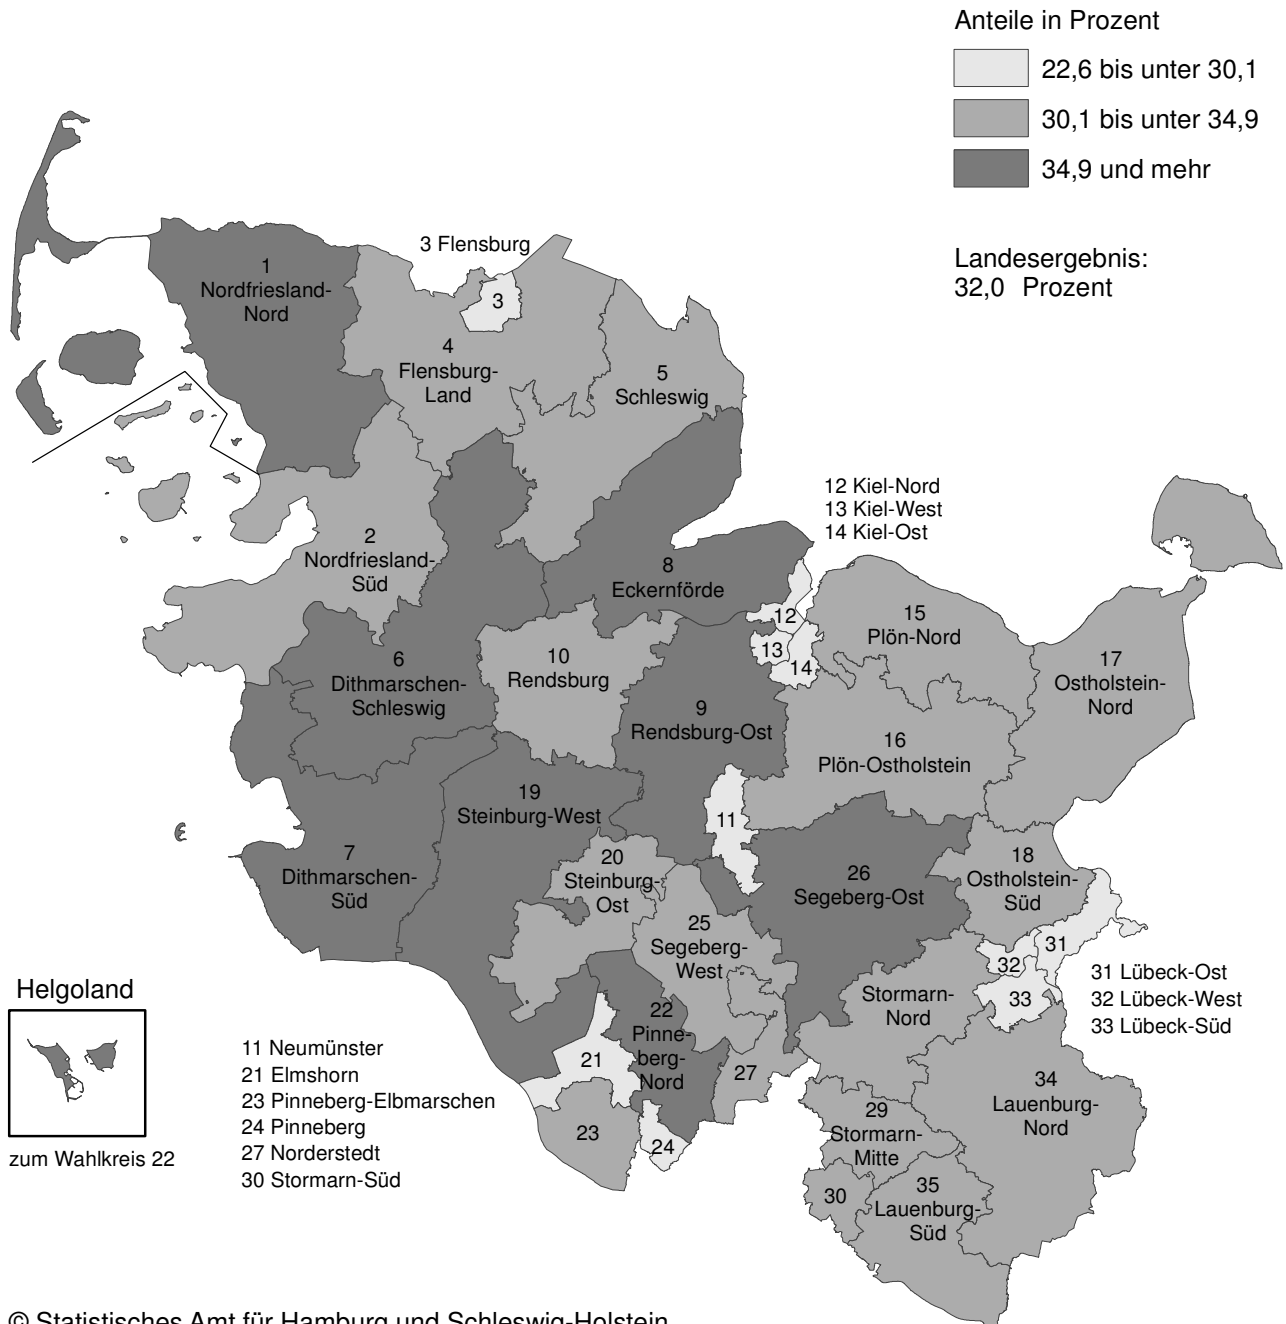 Anteile in Prozent
22,6 bis unter 30,1
30,1 bis unter 34,9
34,9 und mehr
Landesergebnis:
32,0 Prozent
3 Flensburg
1
Nordfriesland-
Nord
3
4
Flensburg-
Land
5
Schleswig
12 Kiel-Nord
13 Kiel-West
14 Kiel-Ost
2
Nordfriesland-
Süd
8
Eckernförde
12
13
14
15
Plön-Nord
6
Dithmarschen-
Schleswig
10
Rendsburg
17
Ostholstein-
Nord
9
Rendsburg-Ost
16
Plön-Ostholstein
19
Steinburg-West
11
7
Dithmarschen-
Süd
20
Steinburg-
Ost
26
Segeberg-Ost
18
Ostholstein-
Süd
25
Segeberg-
West
31
32
33
31 Lübeck-Ost
32 Lübeck-West
33 Lübeck-Süd
Stormarn-
Nord
Helgoland
zum Wahlkreis 22
22
Pinne-
berg-
Nord
11 Neumünster
21 Elmshorn
23 Pinneberg-Elbmarschen
24 Pinneberg
27 Norderstedt
30 Stormarn-Süd
21
27
23
24
34
Lauenburg-
Nord
29
Stormarn-
Mitte
30
35
Lauenburg-
Süd
© Statistisches Amt für Hamburg und Schleswig-Holstein